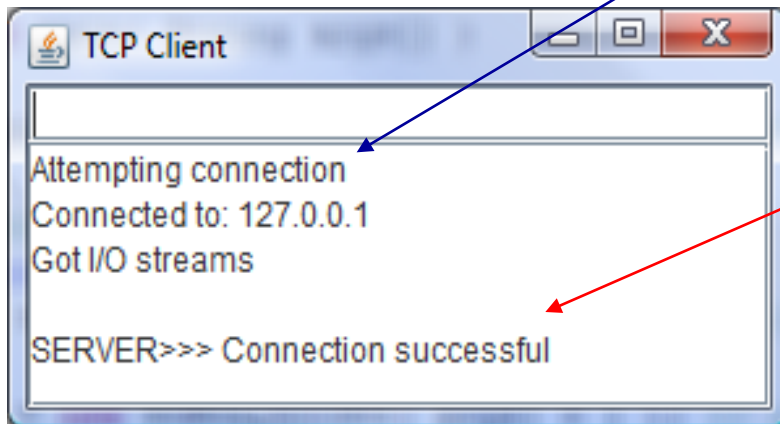 TCP Client
Attempting connection
Connected to: 127.0.0.1
Got I/O streams
SERVER>>> Connection successful